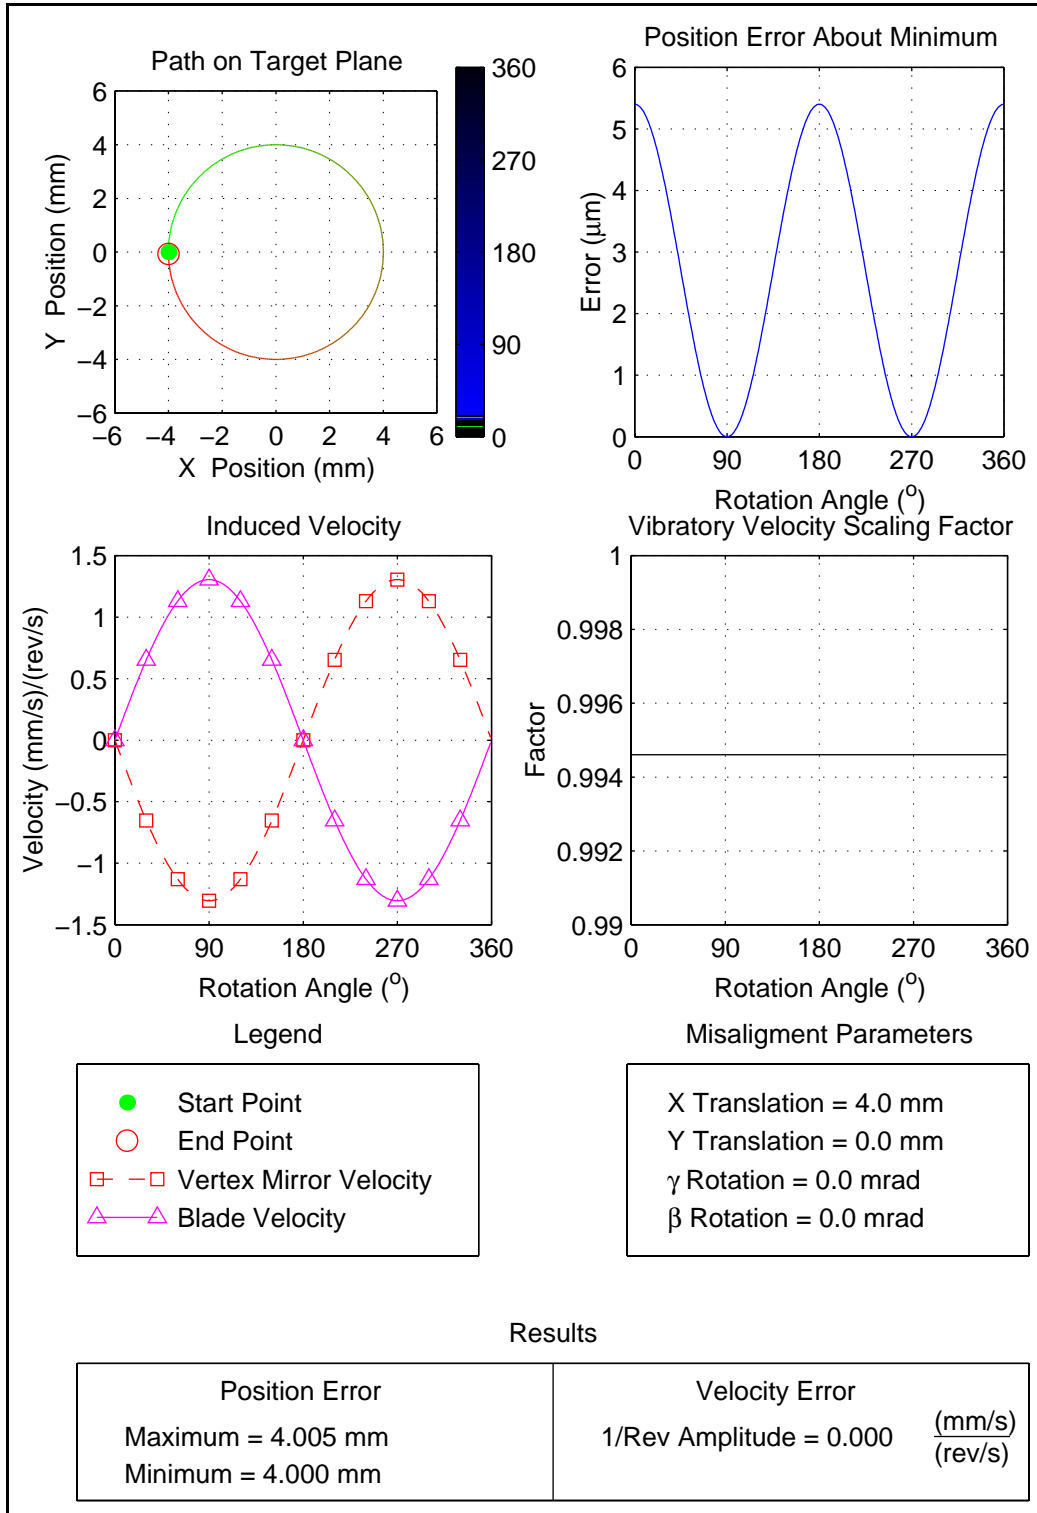 Path on Target Plane
6
4
2
0
−2
−4
−6
−6 −4 −2 0 2 4 6
X Position (mm)
Y Position (mm)
360
270
180
90
0
Position Error About Minimum
6
5
4
3
2
1
0
0 90 180 270 360
Rotation Angle (o)
Error (μm)
Induced Velocity
1.5
1
0.5
0
−0.5
−1
−1.5
0 90 180 270 360
Rotation Angle (o)
Velocity (mm/s)/(rev/s)
Vibratory Velocity Scaling Factor
1
0.998
0.996
0.994
0.992
0.99
0 90 180 270 360
Rotation Angle (o)
Factor
Legend
Start Point
End Point
Vertex Mirror Velocity
Blade Velocity
Misaligment Parameters
X Translation = 4.0 mm
Y Translation = 0.0 mm
γ Rotation = 0.0 mrad
β Rotation = 0.0 mrad
Results
Position Error
Maximum = 4.005 mm
Minimum = 4.000 mm
Velocity Error
1/Rev Amplitude = 0.000 (mm/s)
(rev/s)